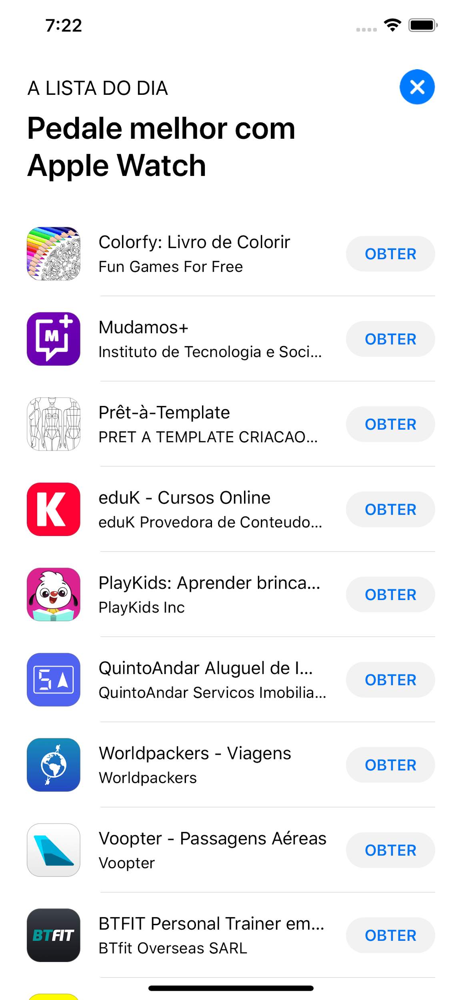 7:22
A LISTA DO DIA
Pedale melhor com
Apple Watch
Colorfy: Livro de Colorir
Fun Games For Free
OBTER
M
Mudamos+
Instituto de Tecnologia e Soci...
OBTER
Prêt-à-Template
PRET A TEMPLATE CRIACAO...
OBTER
K
eduK - Cursos Online
eduK Provedora de Conteudo...
OBTER
PlayKids: Aprender brinca...
PlayKids Inc
OBTER
5
QuintoAndar Aluguel de I...
QuintoAndar Servicos Imobilia...
OBTER
Worldpackers - Viagens
Worldpackers
OBTER
Voopter - Passagens Aéreas
Voopter
OBTER
BTFIT
BTFIT Personal Trainer em...
BTfit Overseas SARL
OBTER